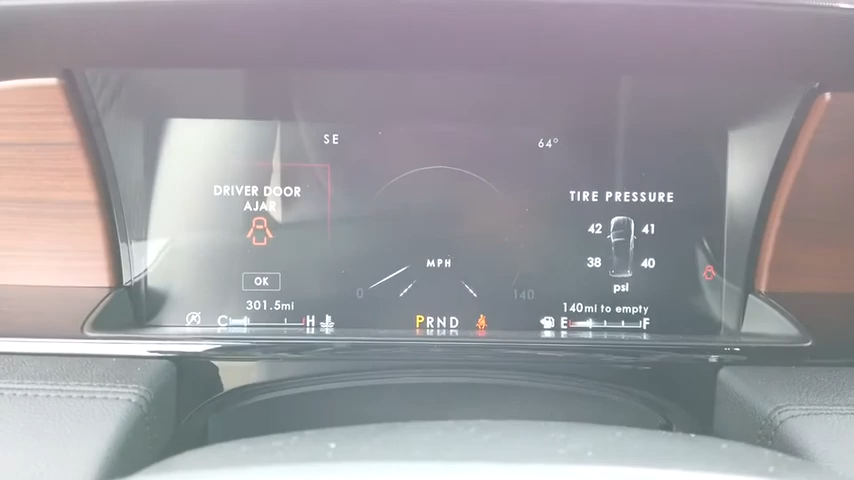 SE
64°
DRIVER DOOR
AJAR
OK
301.5mi
C H
MPH
0 140
PRND
TIRE PRESSURE
42 41
38 40
psi
140mi to empty
E F